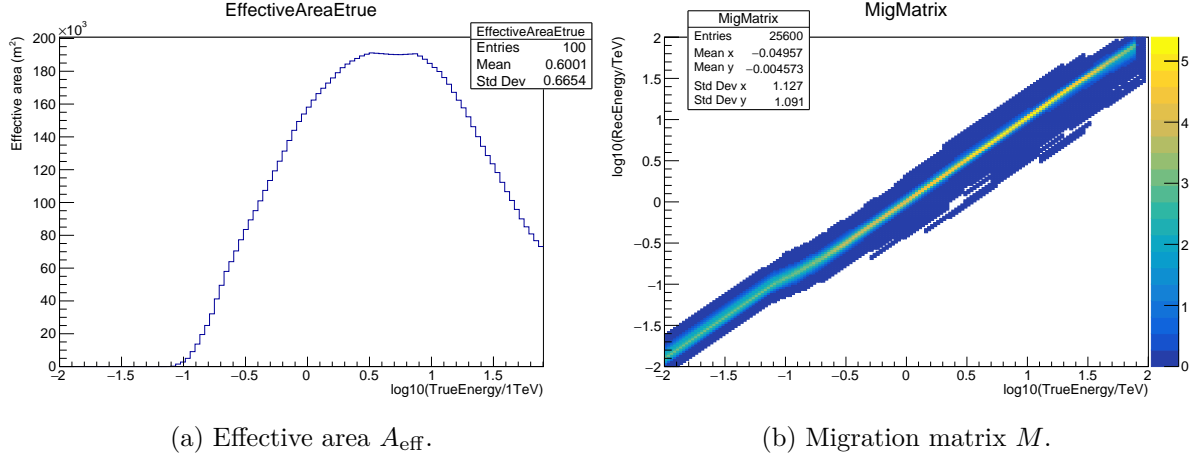 EffectiveAreaEtrue
×10³
Effective area (m²)
200
180
160
140
120
100
80
60
40
20
0
−2
−1.5
−1
−0.5
0
0.5
1
1.5
log10(TrueEnergy/1TeV)
EffectiveAreaEtrue
Entries 100
Mean 0.6001
Std Dev 0.6654
(a) Effective area A_eff.
MigMatrix
log10(RecEnergy/TeV)
2
1.5
1
0.5
0
−0.5
−1
−1.5
−2
−2
−1.5
−1
−0.5
0
0.5
1
1.5
2
log10(TrueEnergy/TeV)
MigMatrix
Entries 25600
Mean x −0.04957
Mean y −0.004573
Std Dev x 1.127
Std Dev y 1.091
5
4
3
2
1
0
(b) Migration matrix M.